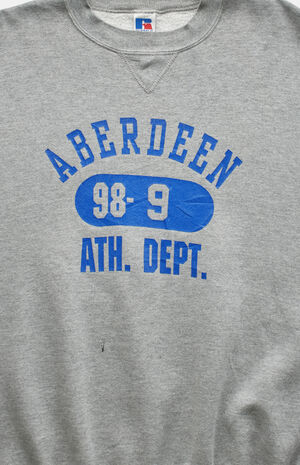 ABERDEEN
98- 9
ATH. DEPT.